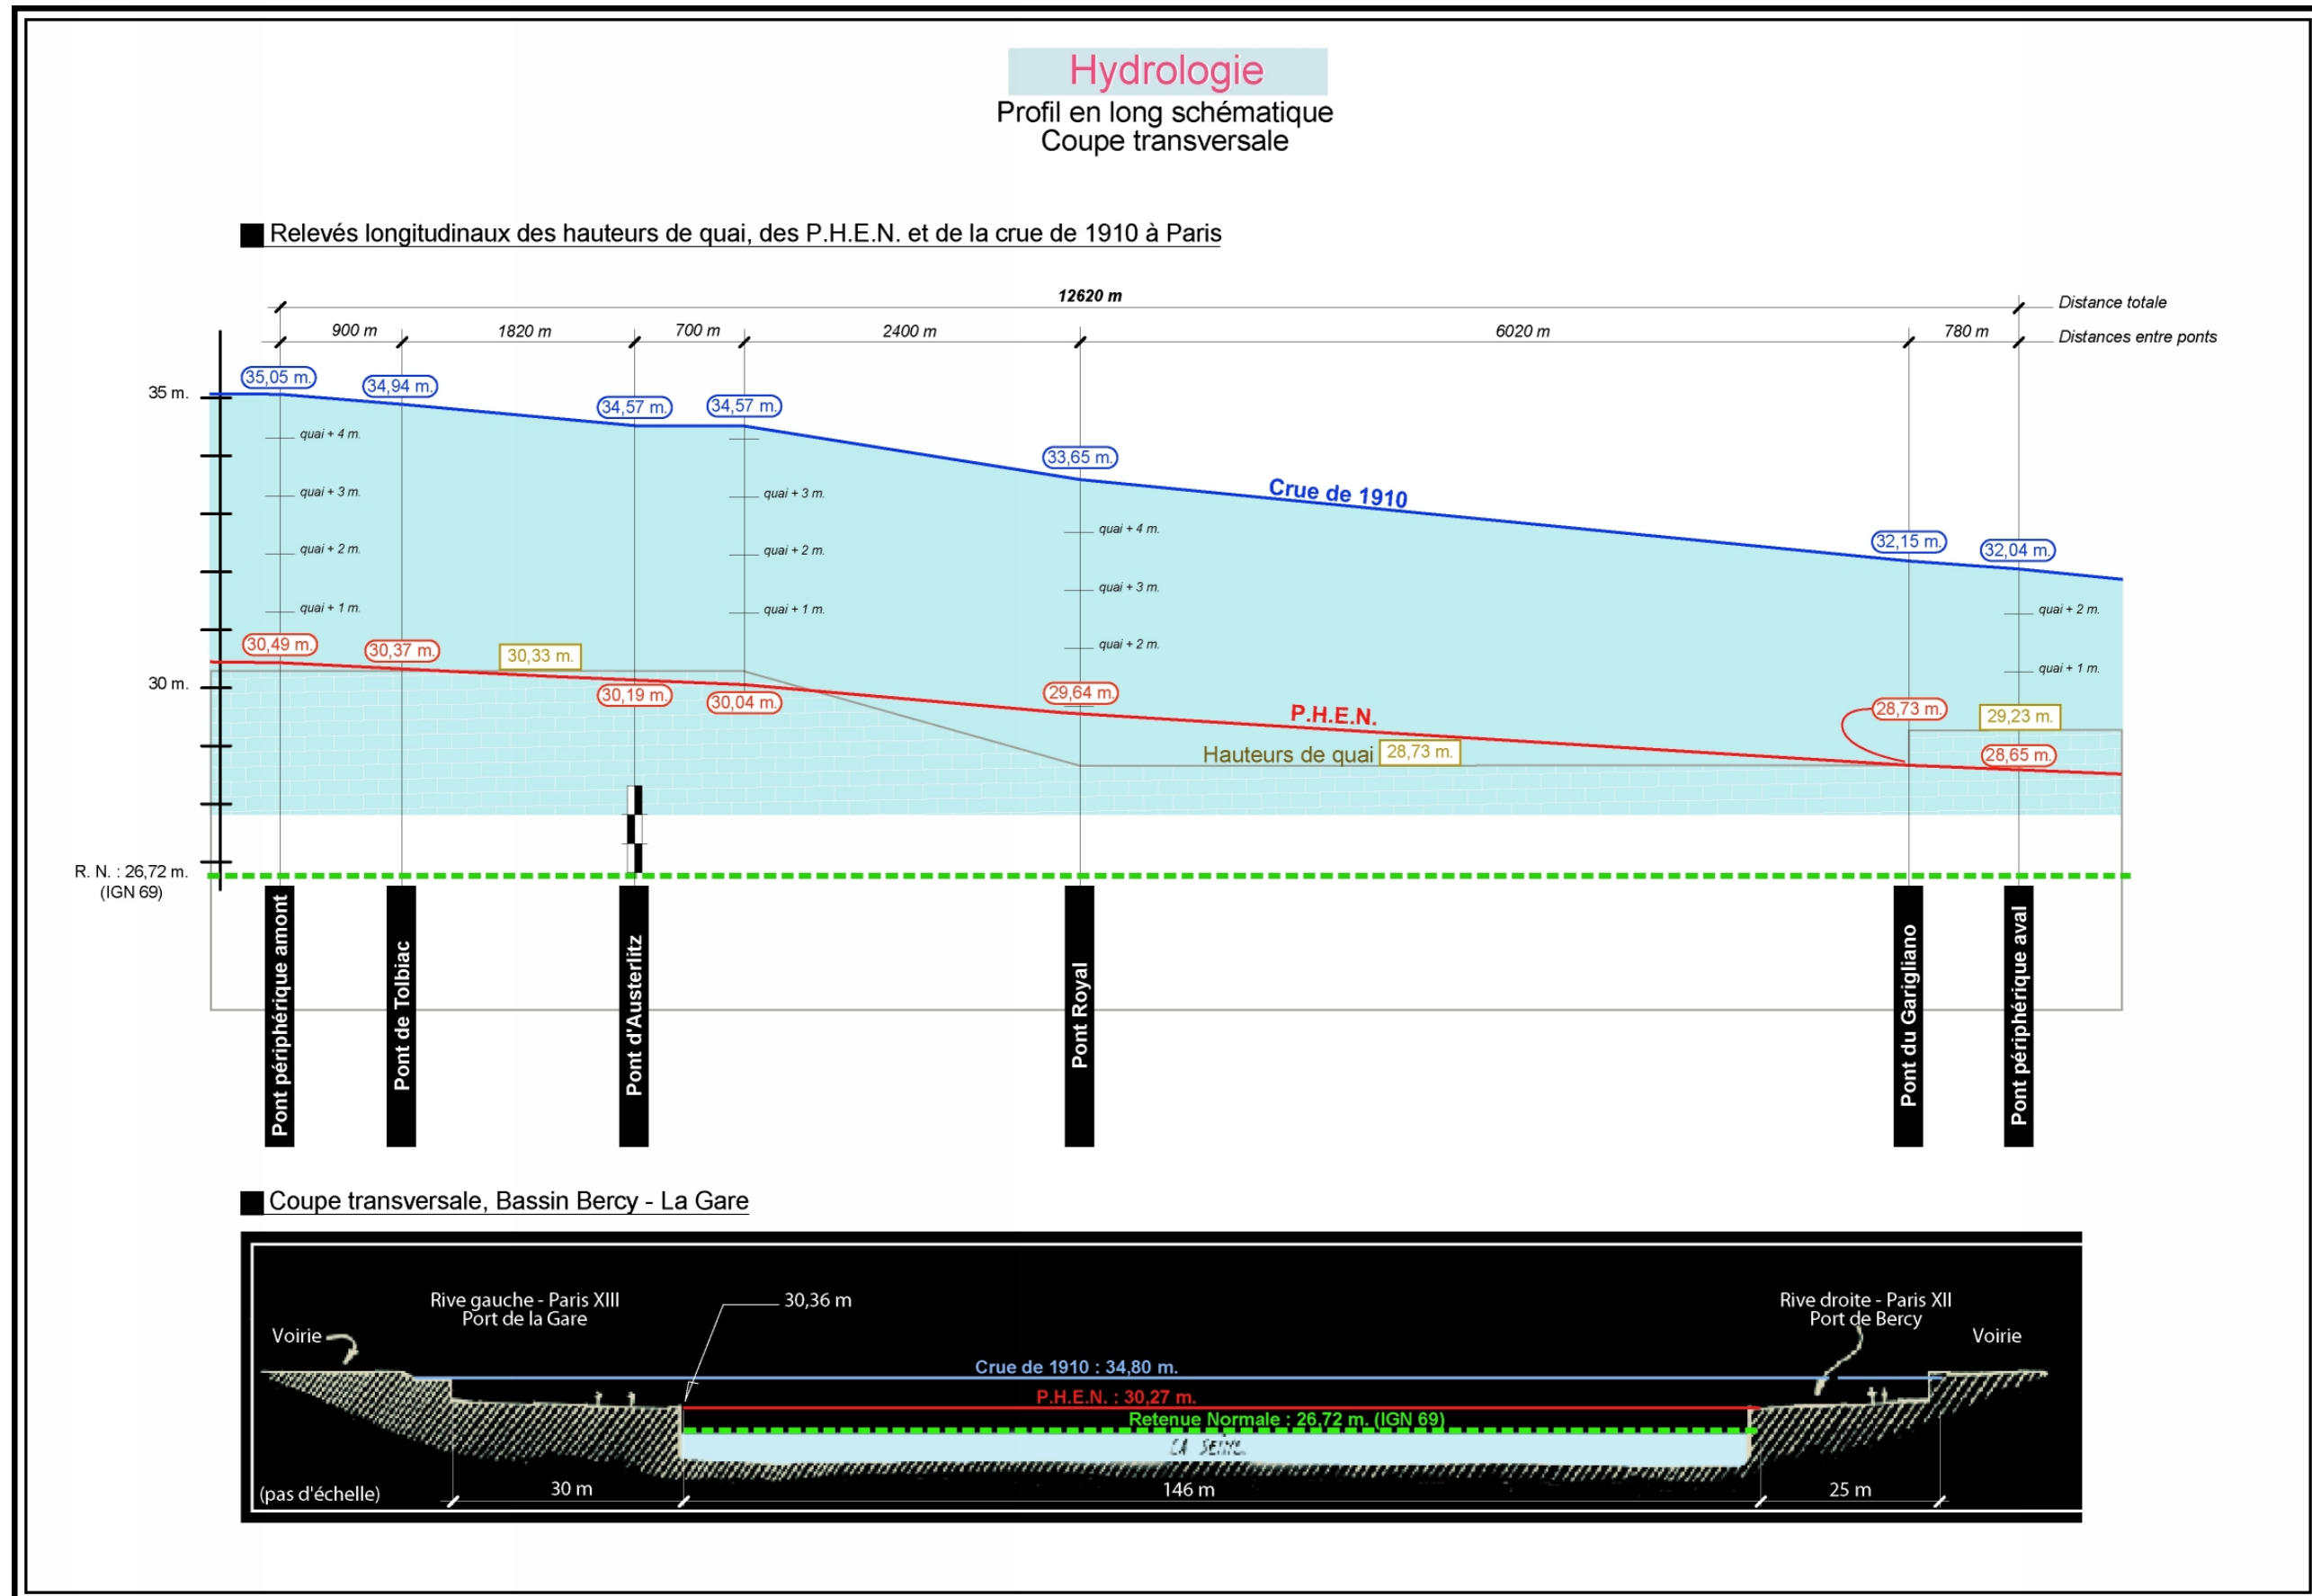 Hydrologie
Profil en long schématique
Coupe transversale
Relevés longitudinaux des hauteurs de quai, des P.H.E.N. et de la crue de 1910 à Paris
12620 m
Distance totale
900 m
1820 m
700 m
2400 m
6020 m
780 m
Distances entre ponts
35,05 m.
34,94 m.
34,57 m.
34,57 m.
33,65 m.
32,15 m.
32,04 m.
35 m.
30 m.
R. N. : 26,72 m.
(IGN 69)
quai + 4 m.
quai + 3 m.
quai + 2 m.
quai + 1 m.
quai + 3 m.
quai + 2 m.
quai + 1 m.
quai + 4 m.
quai + 3 m.
quai + 2 m.
quai + 2 m.
quai + 1 m.
Crue de 1910
30,49 m.
30,37 m.
30,33 m.
30,19 m.
30,04 m.
29,64 m.
P.H.E.N.
28,73 m.
29,23 m.
28,65 m.
Hauteurs de quai
28,73 m.
Pont périphérique amont
Pont de Tolbiac
Pont d'Austerlitz
Pont Royal
Pont du Garigliano
Pont périphérique aval
Coupe transversale, Bassin Bercy - La Gare
Rive gauche - Paris XIII
Port de la Gare
30,36 m
Rive droite - Paris XII
Port de Bercy
Voirie
Voirie
Crue de 1910 : 34,80 m.
P.H.E.N. : 30,27 m.
Retenue Normale : 26,72 m. (IGN 69)
LA SEINE
(pas d'échelle)
30 m
146 m
25 m